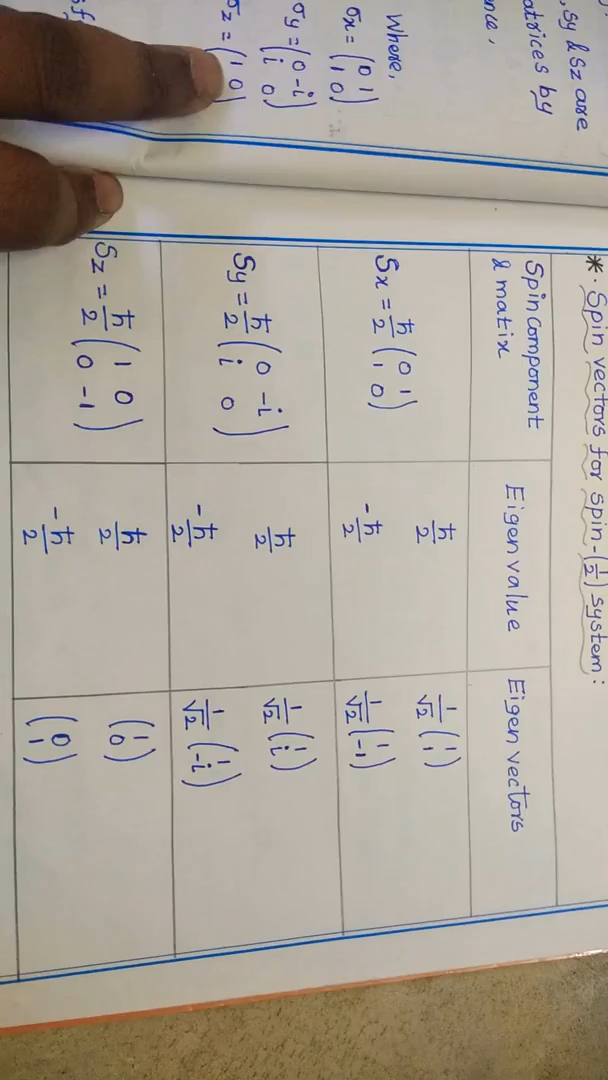 , Sy & Sz are
atrices by
nce,
Where,
σx = (0 1
1 0)
σy = (0 -i
i 0)
σz = (1 0
*. Spin vectors for spin-(1/2) system:
Spin component & matix | Eigen value | Eigen vectors
Sx = ħ/2 (0 1
1 0) | ħ/2 | 1/√2 (1
1)
-ħ/2 | 1/√2 (1
-1)
Sy = ħ/2 (0 -i
i 0) | ħ/2 | 1/√2 (1
i)
-ħ/2 | 1/√2 (1
-i)
Sz = ħ/2 (1 0
0 -1) | ħ/2 | (1
0)
-ħ/2 | (0
1)